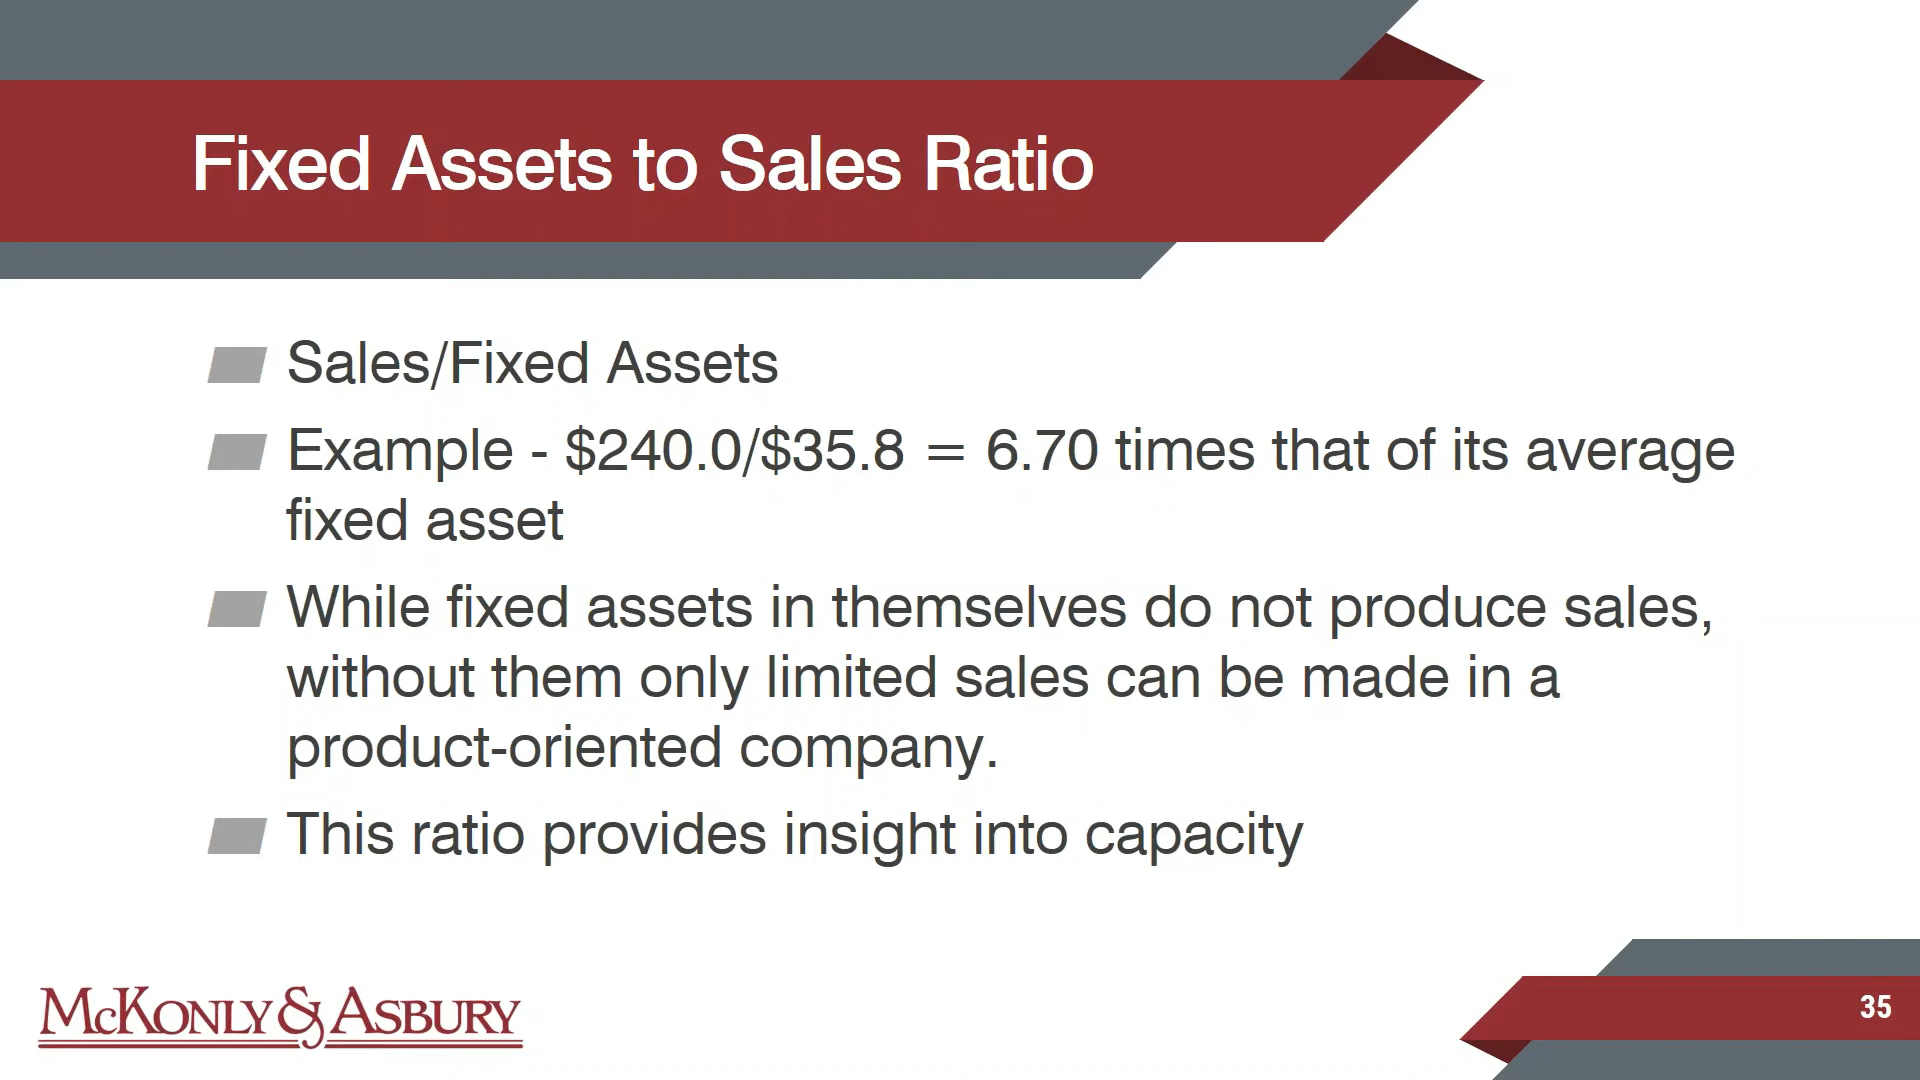 Fixed Assets to Sales Ratio
Sales/Fixed Assets
Example - $240.0/$35.8 = 6.70 times that of its average
fixed asset
While fixed assets in themselves do not produce sales,
without them only limited sales can be made in a
product-oriented company.
This ratio provides insight into capacity
McKonly & Asbury
35